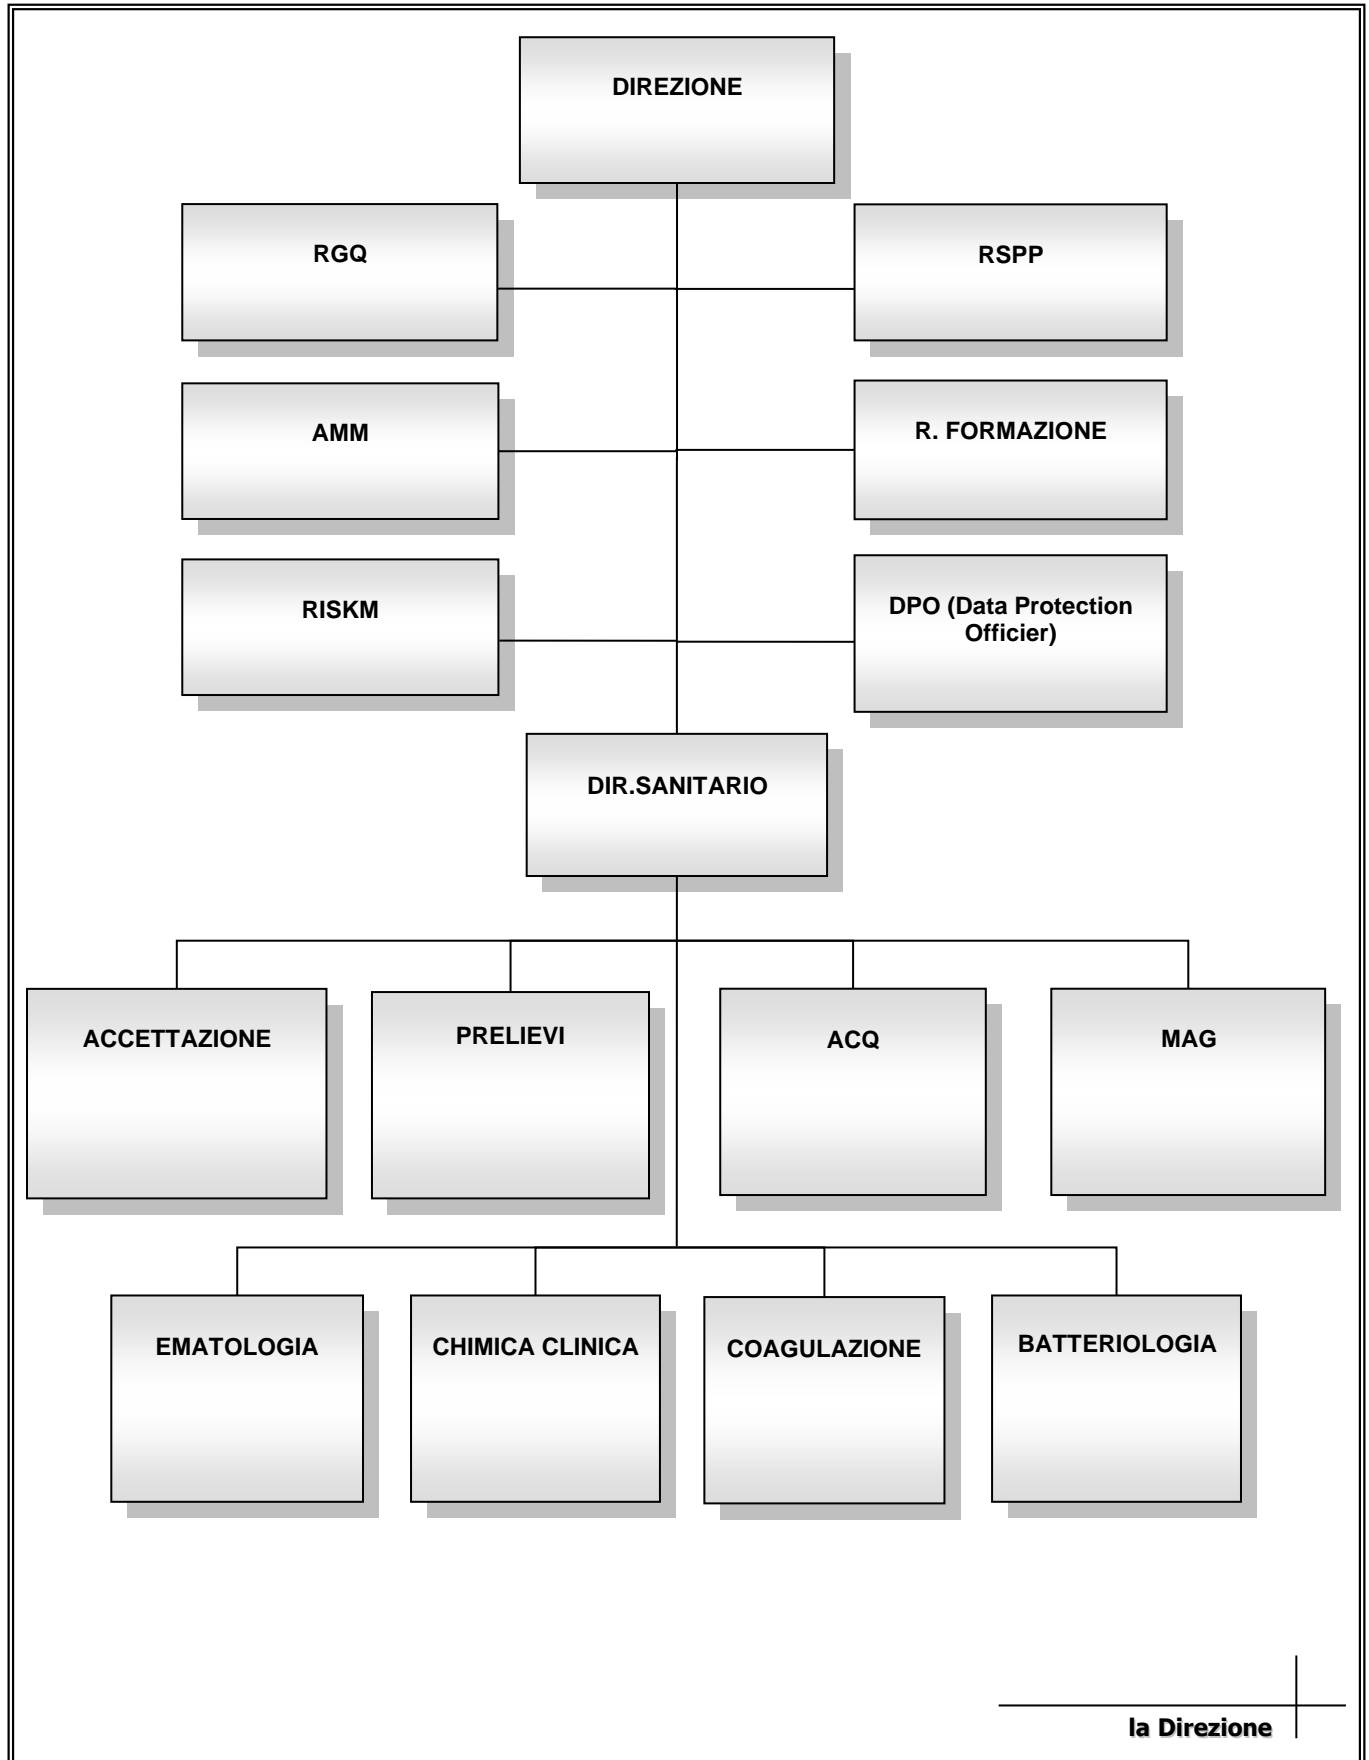 DIREZIONE
RGQ
RSPP
AMM
R. FORMAZIONE
RISKM
DPO (Data Protection
Officier)
DIR.SANITARIO
ACCETTAZIONE
PRELIEVI
ACQ
MAG
EMATOLOGIA
CHIMICA CLINICA
COAGULAZIONE
BATTERIOLOGIA
la Direzione